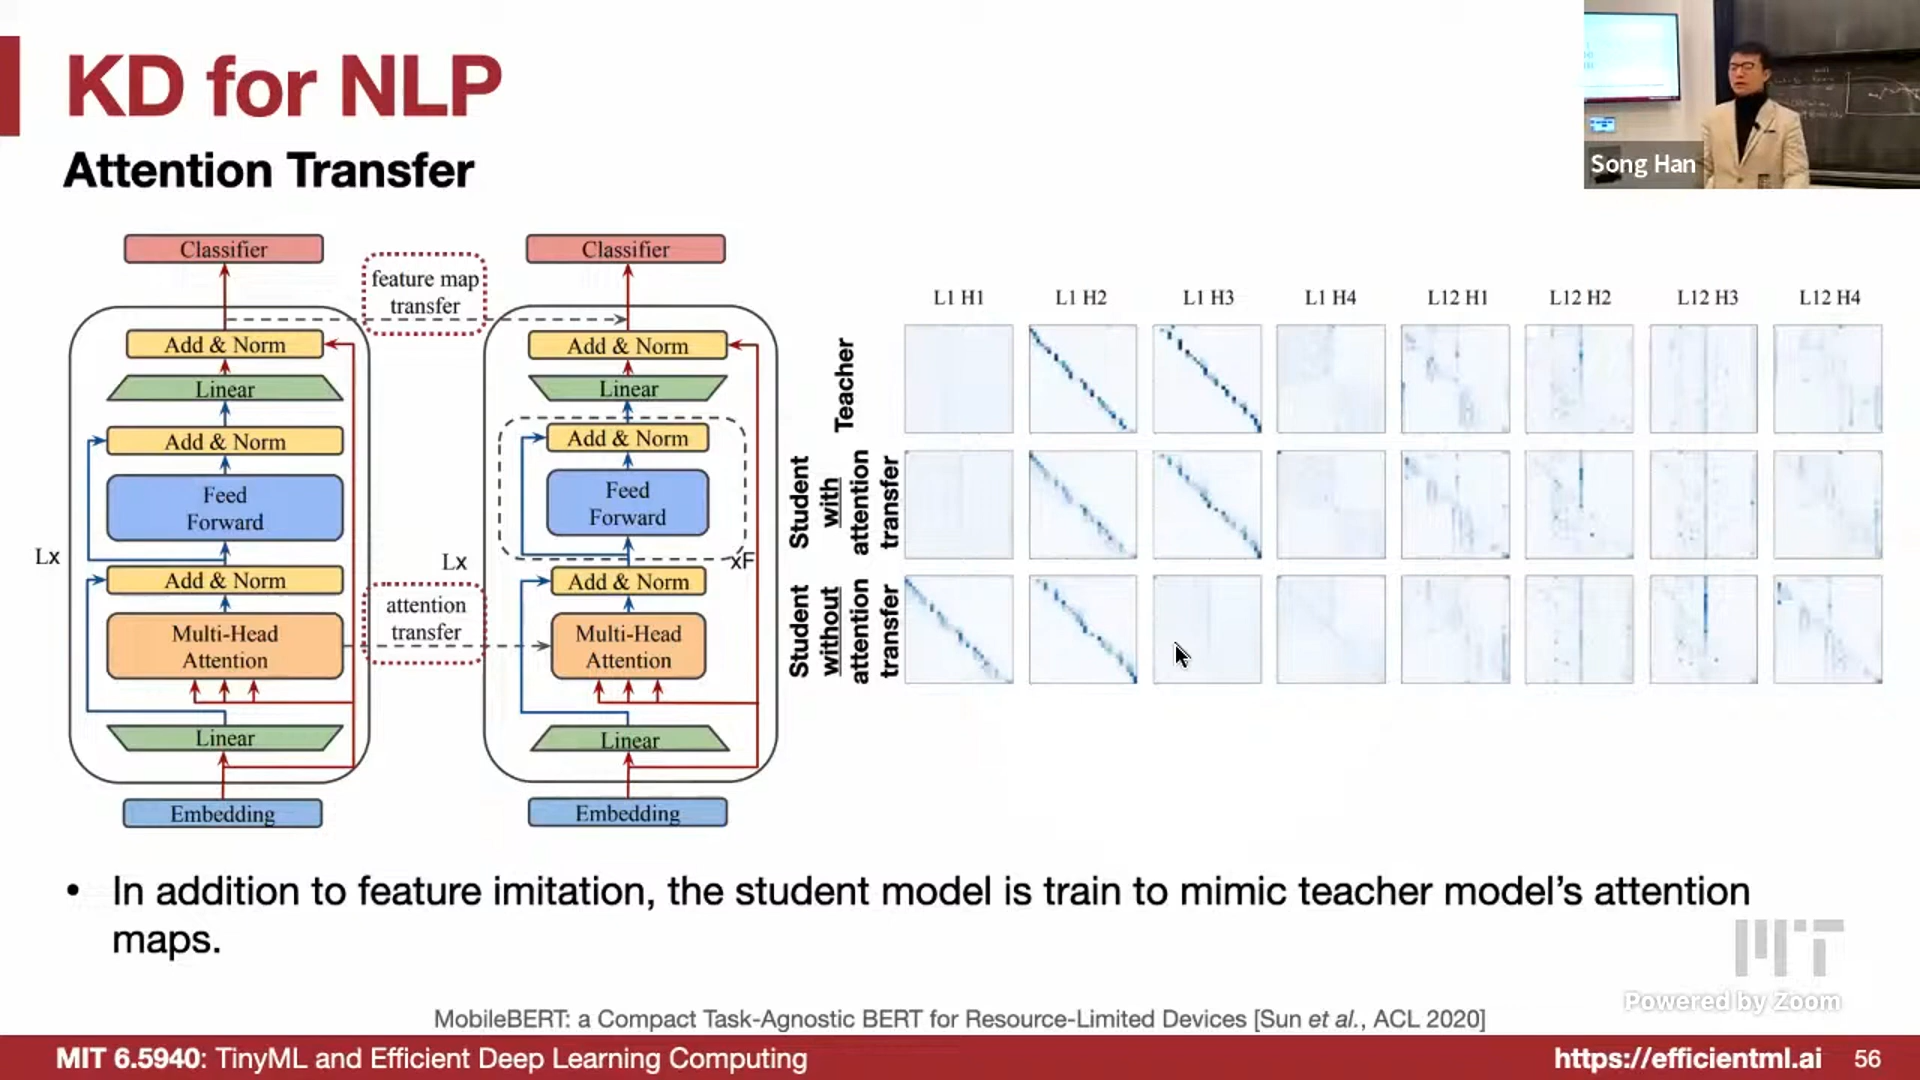 KD for NLP
Attention Transfer
Song Han
Classifier
feature map
transfer
Add & Norm
Linear
Add & Norm
Feed
Forward
Lx
Add & Norm
Multi-Head
Attention
Linear
Embedding
attention
transfer
Classifier
Add & Norm
Linear
Add & Norm
Feed
Forward
xF
Lx
Add & Norm
Multi-Head
Attention
Linear
Embedding
L1 H1
L1 H2
L1 H3
L1 H4
L12 H1
L12 H2
L12 H3
L12 H4
Teacher
Student
with
attention
transfer
Student
without
attention
transfer
• In addition to feature imitation, the student model is train to mimic teacher model’s attention
maps.
MIT
Powered by Zoom
MobileBERT: a Compact Task-Agnostic BERT for Resource-Limited Devices [Sun et al., ACL 2020]
MIT 6.5940: TinyML and Efficient Deep Learning Computing
https://efficientml.ai
56